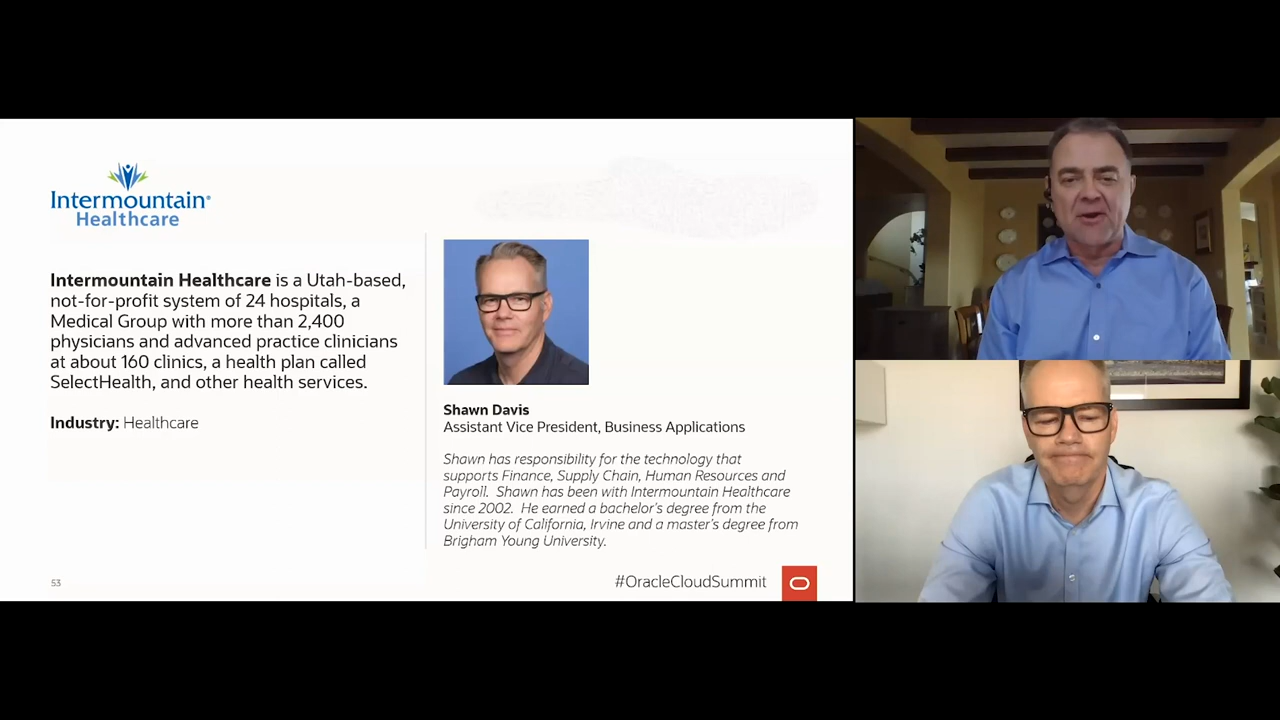 Intermountain®
Healthcare
Intermountain Healthcare is a Utah-based,
not-for-profit system of 24 hospitals, a
Medical Group with more than 2,400
physicians and advanced practice clinicians
at about 160 clinics, a health plan called
SelectHealth, and other health services.
Industry: Healthcare
Shawn Davis
Assistant Vice President, Business Applications
Shawn has responsibility for the technology that
supports Finance, Supply Chain, Human Resources and
Payroll. Shawn has been with Intermountain Healthcare
since 2002. He earned a bachelor's degree from the
University of California, Irvine and a master's degree from
Brigham Young University.
53
#OracleCloudSummit